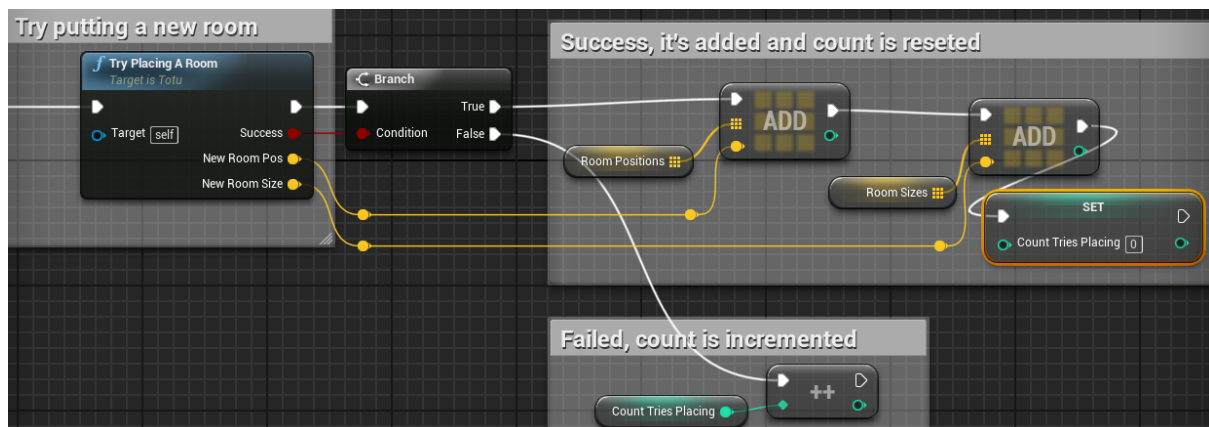 Try putting a new room
f Try Placing A Room
Target is Totu
Target self
Success
New Room Pos
New Room Size
Branch
True
Condition
False
Success, it's added and count is reseted
Room Positions
ADD
Room Sizes
ADD
SET
Count Tries Placing 0
Failed, count is incremented
Count Tries Placing
++